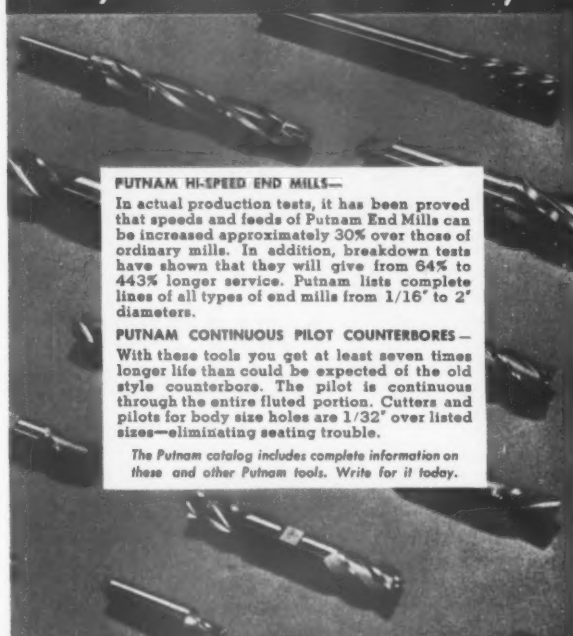 PUTNAM HI-SPEED END MILLS—
In actual production tests, it has been proved
that speeds and feeds of Putnam End Mills can
be increased approximately 30% over those of
ordinary mills. In addition, breakdown tests
have shown that they will give from 64% to
443% longer service. Putnam lists complete
lines of all types of end mills from 1/16" to 2"
diameters.
PUTNAM CONTINUOUS PILOT COUNTERBORES—
With these tools you get at least seven times
longer life than could be expected of the old
style counterbore. The pilot is continuous
through the entire fluted portion. Cutters and
pilots for body size holes are 1/32" over listed
sizes—eliminating seating trouble.
The Putnam catalog includes complete information on
these and other Putnam tools. Write for it today.